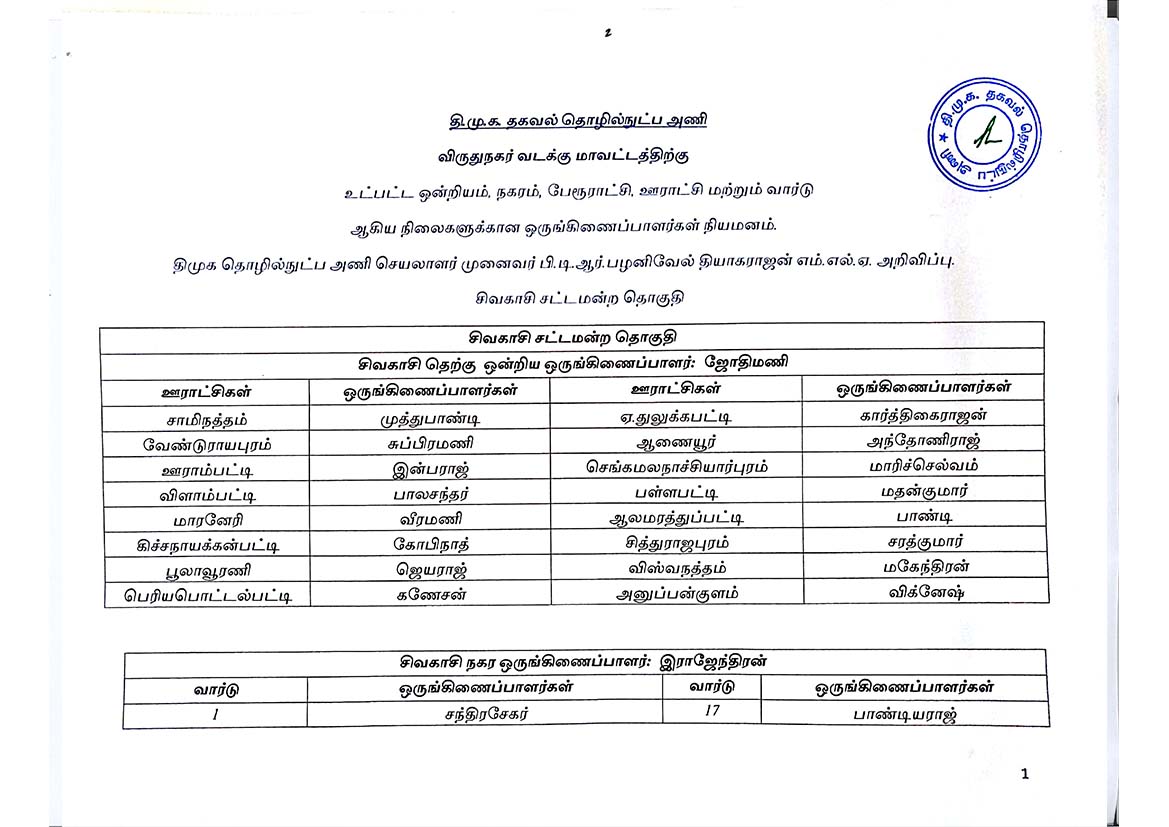 2
தி.மு.க. தகவல் தொழில்நுட்ப அணி
தி.மு.க. தகவல் தொழில்நுட்ப அணி
விருதுநகர் வடக்கு மாவட்டத்திற்கு
உட்பட்ட ஒன்றியம், நகரம், பேரூராட்சி, ஊராட்சி மற்றும் வார்டு
ஆகிய நிலைகளுக்கான ஒருங்கிணைப்பாளர்கள் நியமனம்.
திமுக தொழில்நுட்ப அணி செயலாளர் முனைவர் பி.டி.ஆர்.பழனிவேல் தியாகராஜன் எம்.எல்.ஏ. அறிவிப்பு.
சிவகாசி சட்டமன்ற தொகுதி
சிவகாசி சட்டமன்ற தொகுதி
சிவகாசி தெற்கு ஒன்றிய ஒருங்கிணைப்பாளர்: ஜோதிமணி
ஊராட்சிகள் ஒருங்கிணைப்பாளர்கள் ஊராட்சிகள் ஒருங்கிணைப்பாளர்கள்
சாமிநத்தம் முத்துபாண்டி ஏ.துலுக்கபட்டி கார்த்திகைராஜன்
வேண்டுராயபுரம் சுப்பிரமணி ஆணையூர் அந்தோணிராஜ்
ஊராம்பட்டி இன்பராஜ் செங்கமலநாச்சியார்புரம் மாரிச்செல்வம்
விளாம்பட்டி பாலசந்தர் பள்ளபட்டி மதன்குமார்
மாரனேரி வீரமணி ஆலமரத்துப்பட்டி பாண்டி
கிச்சநாயக்கன்பட்டி கோபிநாத் சித்துராஜபுரம் சரத்குமார்
பூலாவூரணி ஜெயராஜ் விஸ்வநத்தம் மகேந்திரன்
பெரியபொட்டல்பட்டி கணேசன் அனுப்பன்குளம் விக்னேஷ்
சிவகாசி நகர ஒருங்கிணைப்பாளர்: இராஜேந்திரன்
வார்டு ஒருங்கிணைப்பாளர்கள் வார்டு ஒருங்கிணைப்பாளர்கள்
1 சந்திரசேகர் 17 பாண்டியராஜ்
1